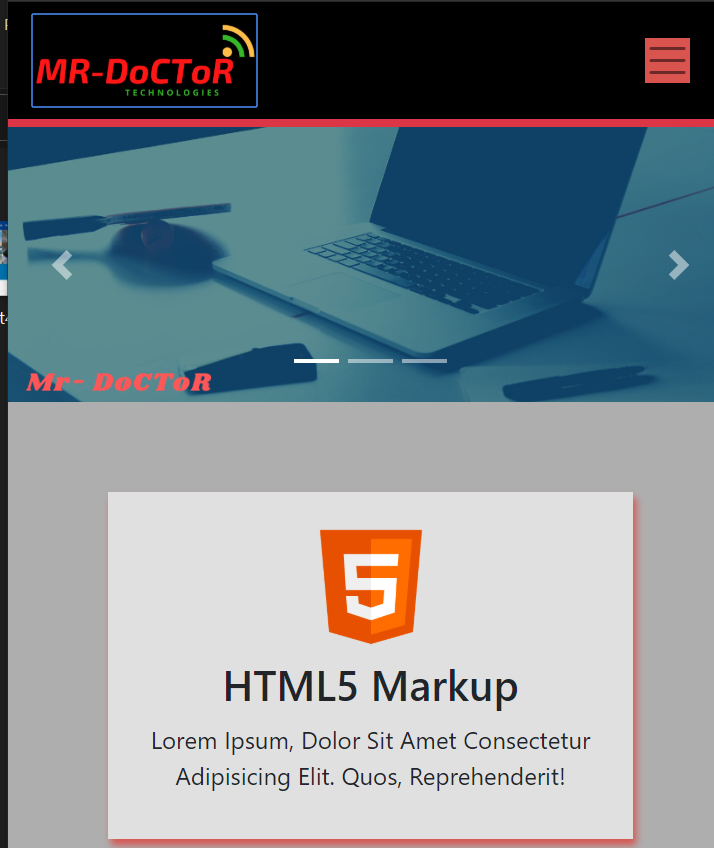 MR-DoCToR
TECHNOLOGIES
Mr- DoCToR
5
HTML5 Markup
Lorem Ipsum, Dolor Sit Amet Consectetur
Adipisicing Elit. Quos, Reprehenderit!